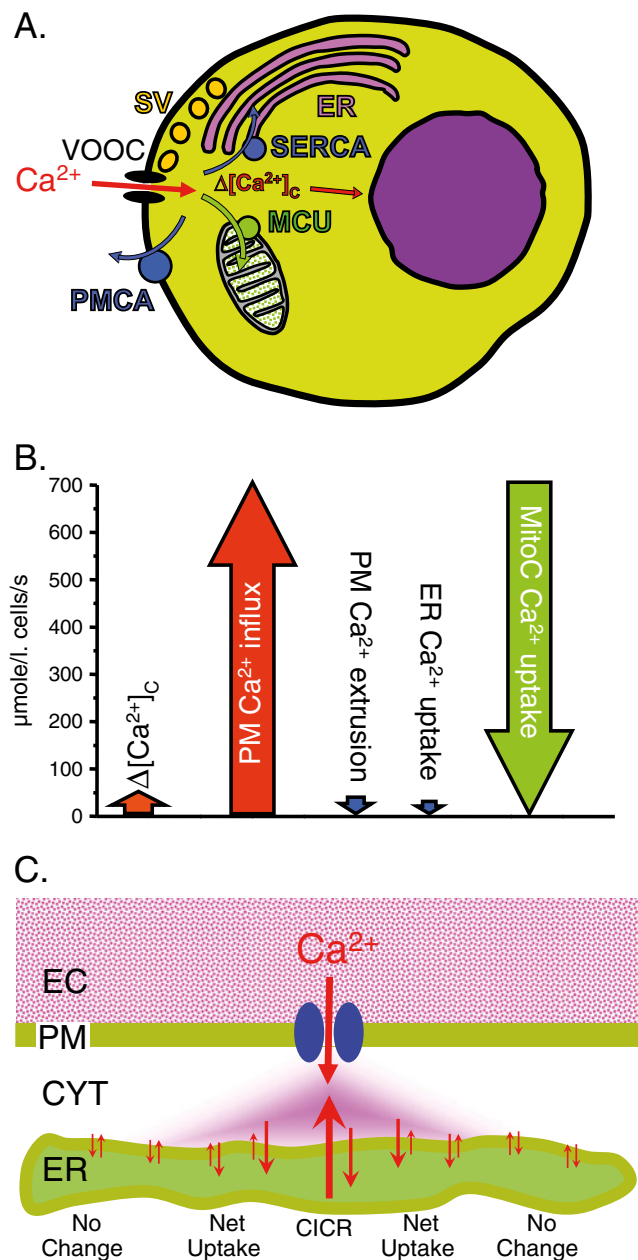 A.
SV
ER
VOOC
SERCA
Ca²⁺
Δ[Ca²⁺]C
MCU
PMCA
B.
700
600
500
400
300
200
100
0
µmole/l. cells/s
Δ[Ca²⁺]C
PM Ca²⁺ influx
PM Ca²⁺ extrusion
ER Ca²⁺ uptake
MitoC Ca²⁺ uptake
C.
Ca²⁺
EC
PM
CYT
ER
No
Change
Net
Uptake
CICR
Net
Uptake
No
Change